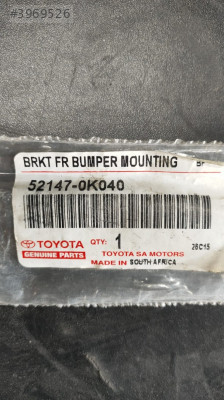 #3969526
BRKT FR BUMPER MOUNTING
52147-0K040
TOYOTA
GENUINE PARTS
QTY: 1
26C15
TOYOTA SA MOTORS
MADE IN SOUTH AFRICA